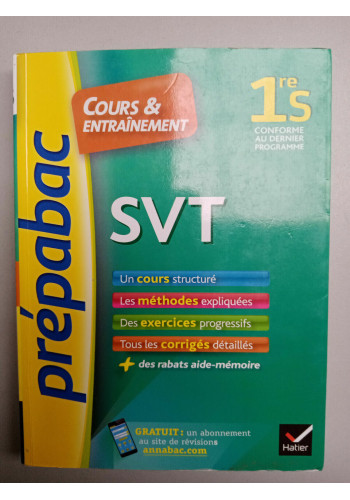 prépabac
COURS &
ENTRAÎNEMENT
1re S
CONFORME
AU DERNIER
PROGRAMME
SVT
Un cours structuré
Les méthodes expliquées
Des exercices progressifs
Tous les corrigés détaillés
+ des rabats aide-mémoire
GRATUIT : un abonnement
au site de révisions
annabac.com
Hatier